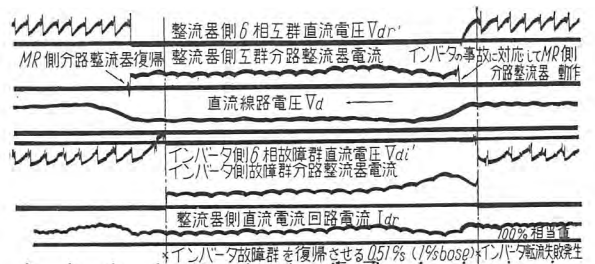 整流器側6相互群直流電圧Vdr'
MR側分路整流器復帰
整流器側互群分路整流器電流
インバータの事故に対応してMR側
分路整流器 動作
直流線路電圧Vd
インバータ側6相故障群直流電圧Vdi'
インバータ側故障群分路整流器電流
整流器側直流電流回路電流Idr
100%相当値
×インバータ故障群を復帰させる0.51%s(1%base)
×インバータ転流失敗発生